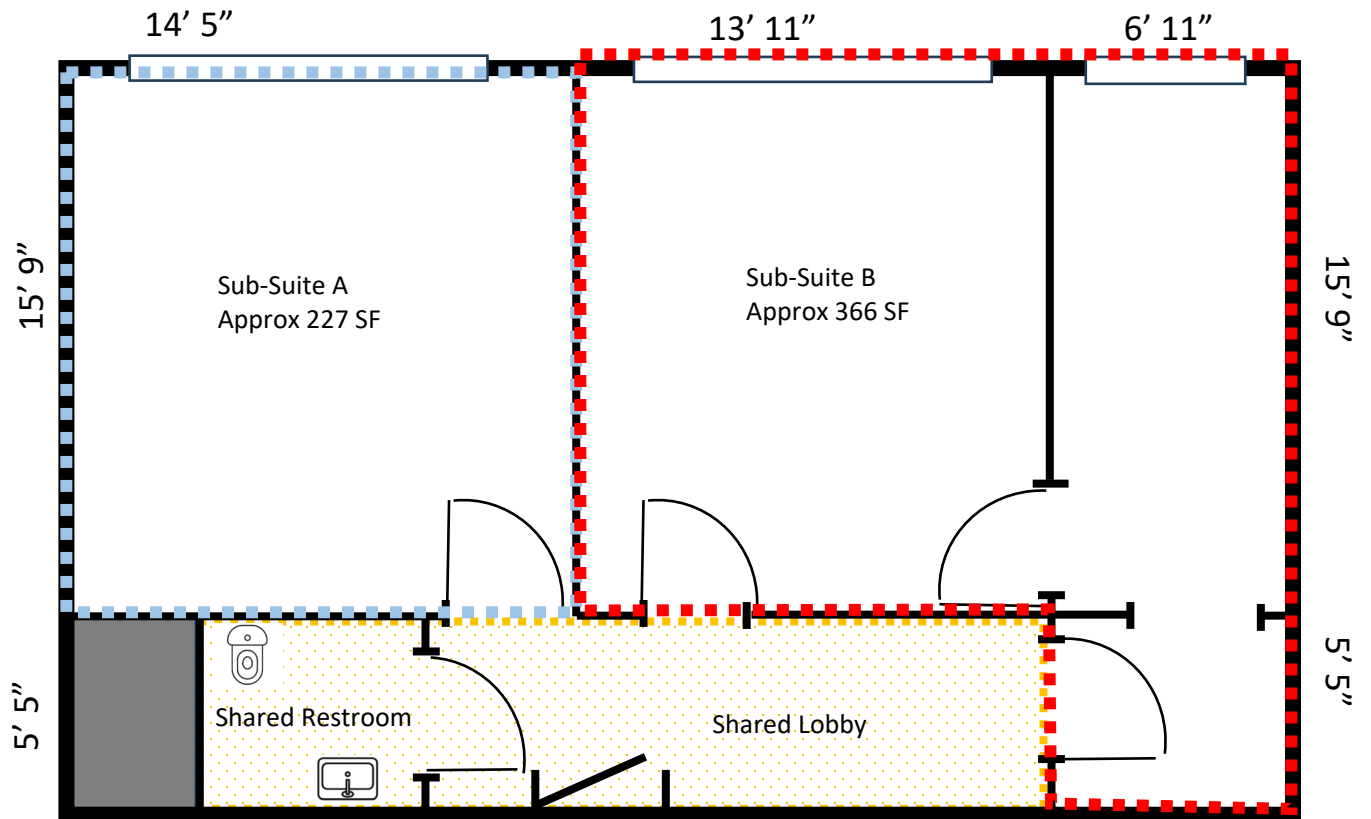 14’ 5”
13’ 11”
6’ 11”
15’ 9”
Sub-Suite A
Approx 227 SF
Sub-Suite B
Approx 366 SF
15’ 9”
5’ 5”
Shared Restroom
Shared Lobby
5’ 5”